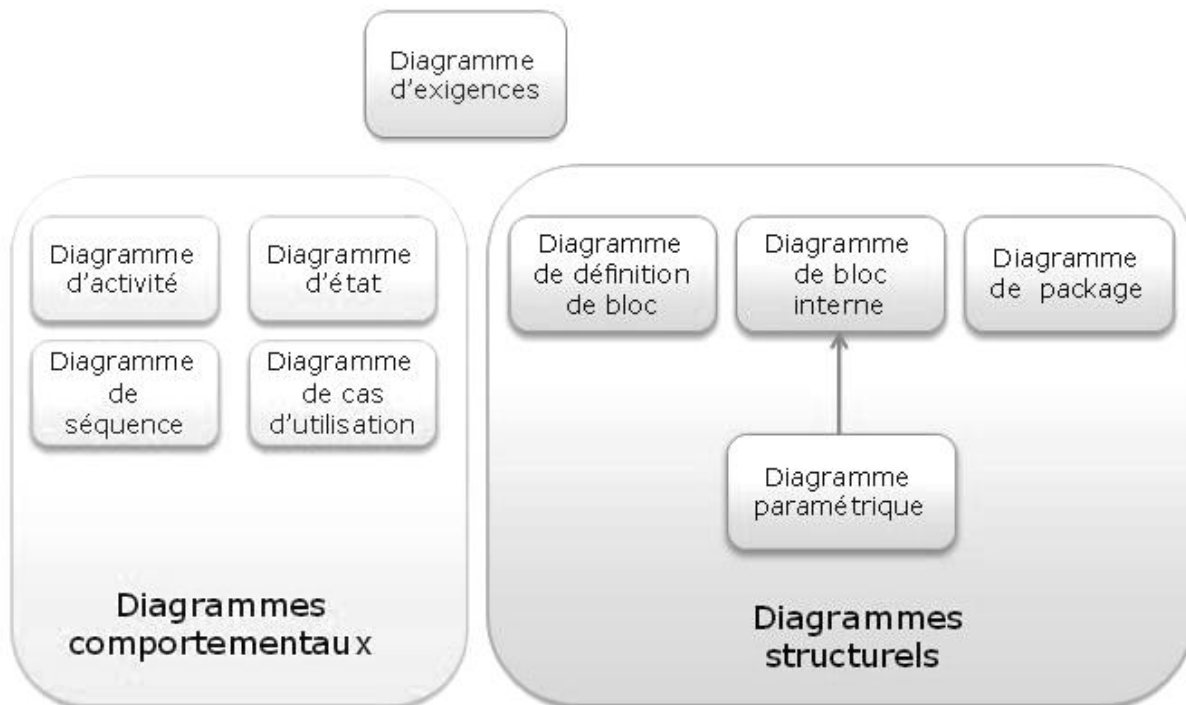 Diagramme
d'exigences
Diagramme
d'activité
Diagramme
d'état
Diagramme
de
séquence
Diagramme
de cas
d'utilisation
Diagrammes
comportementaux
Diagramme
de définition
de bloc
Diagramme
de bloc
interne
Diagramme
de package
Diagramme
paramétrique
Diagrammes
structurels